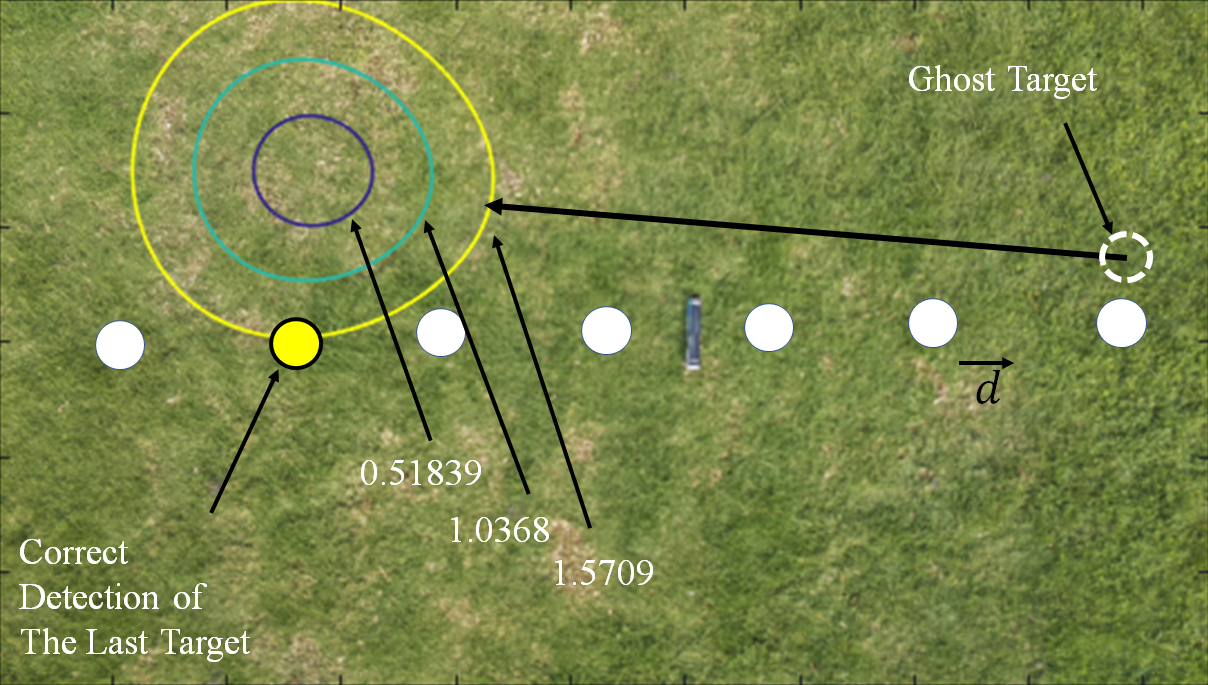 Ghost Target
d
0.51839
1.0368
1.5709
Correct
Detection of
The Last Target